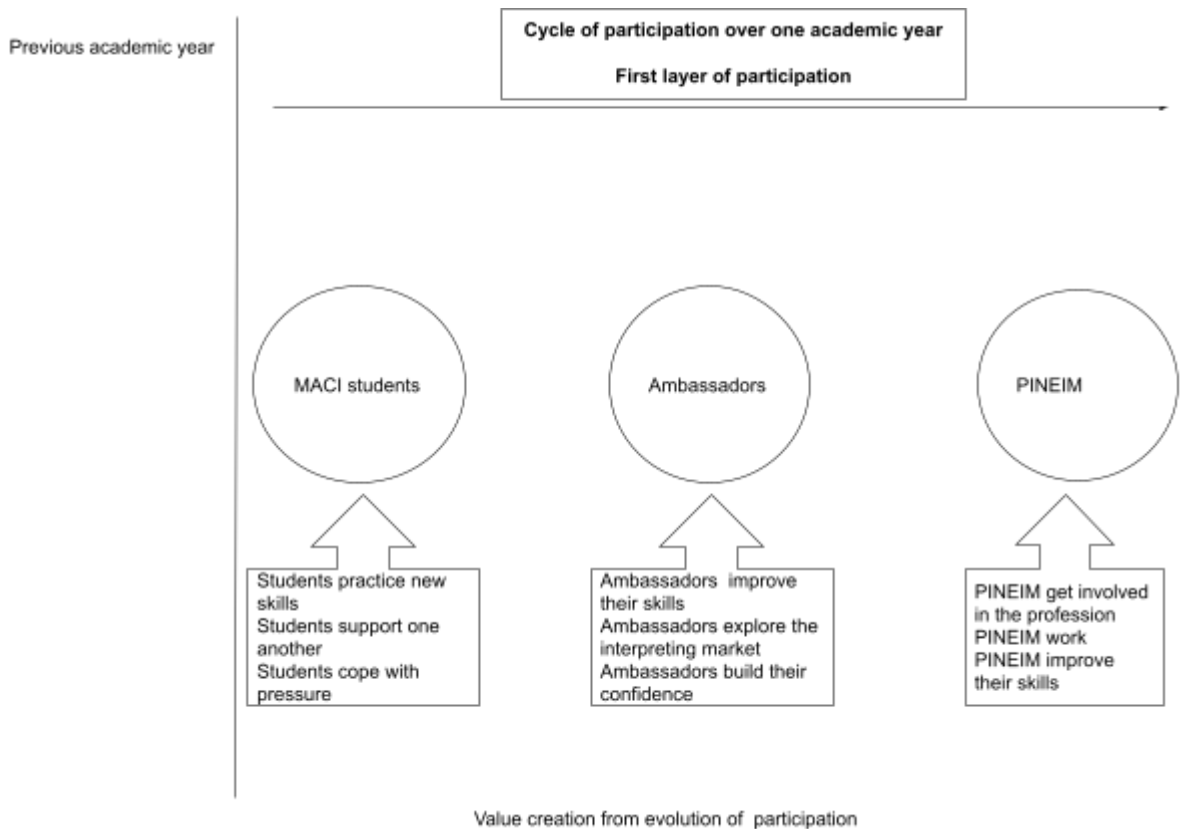 Previous academic year
Cycle of participation over one academic year
First layer of participation
MACI students
Ambassadors
PINEIM
Students practice new
skills
Students support one
another
Students cope with
pressure
Ambassadors improve
their skills
Ambassadors explore the
interpreting market
Ambassadors build their
confidence
PINEIM get involved
in the profession
PINEIM work
PINEIM improve
their skills
Value creation from evolution of participation